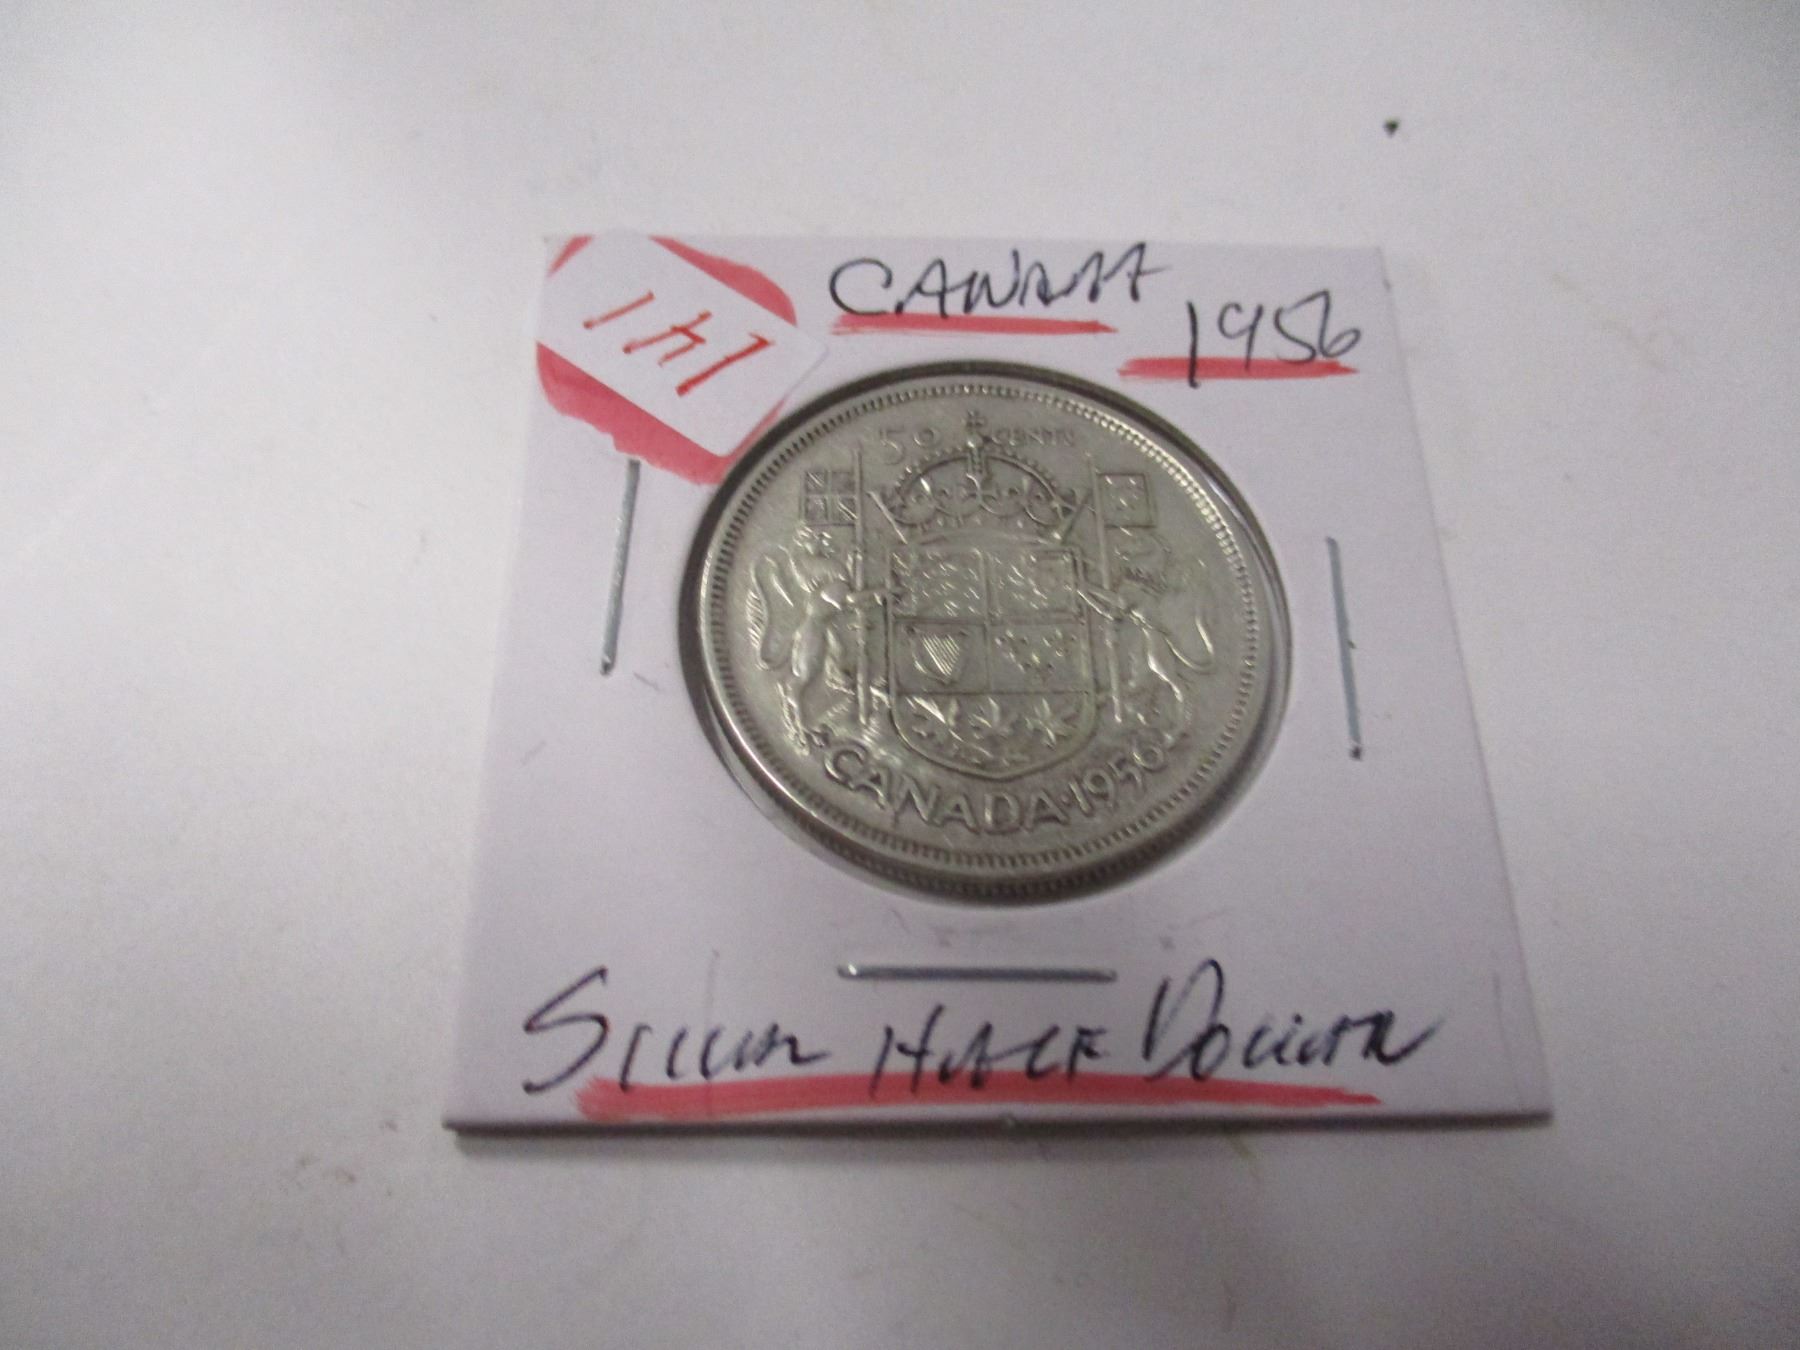 141
CANADA
1956
50 CENTS
CANADA·1956
Silver Half Dollar